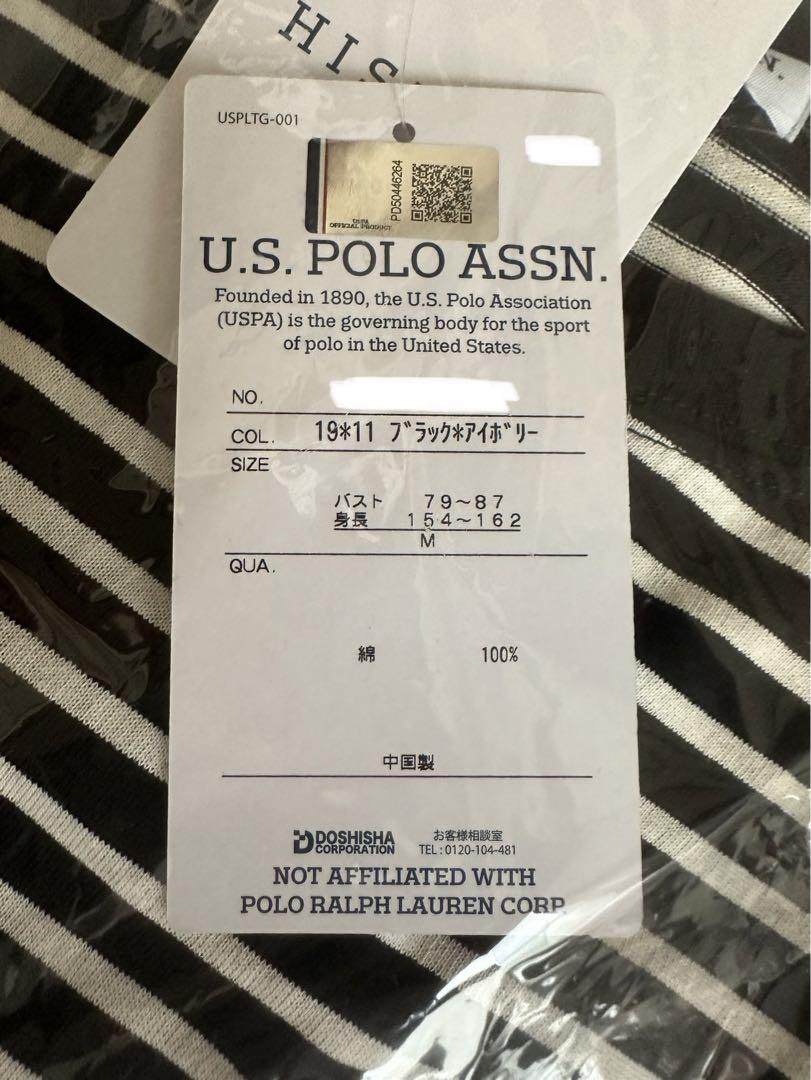 HIS
USPLTG-001
PD50446264
USPA
OFFICIAL PRODUCT
U.S. POLO ASSN.
Founded in 1890, the U.S. Polo Association
(USPA) is the governing body for the sport
of polo in the United States.
NO.
COL. 19*11 ブラック*アイボリー
SIZE
バスト 79~87
身長 154~162
M
QUA.
綿 100%
中国製
DOSHISHA
CORPORATION
お客様相談室
TEL:0120-104-481
NOT AFFILIATED WITH
POLO RALPH LAUREN CORP.